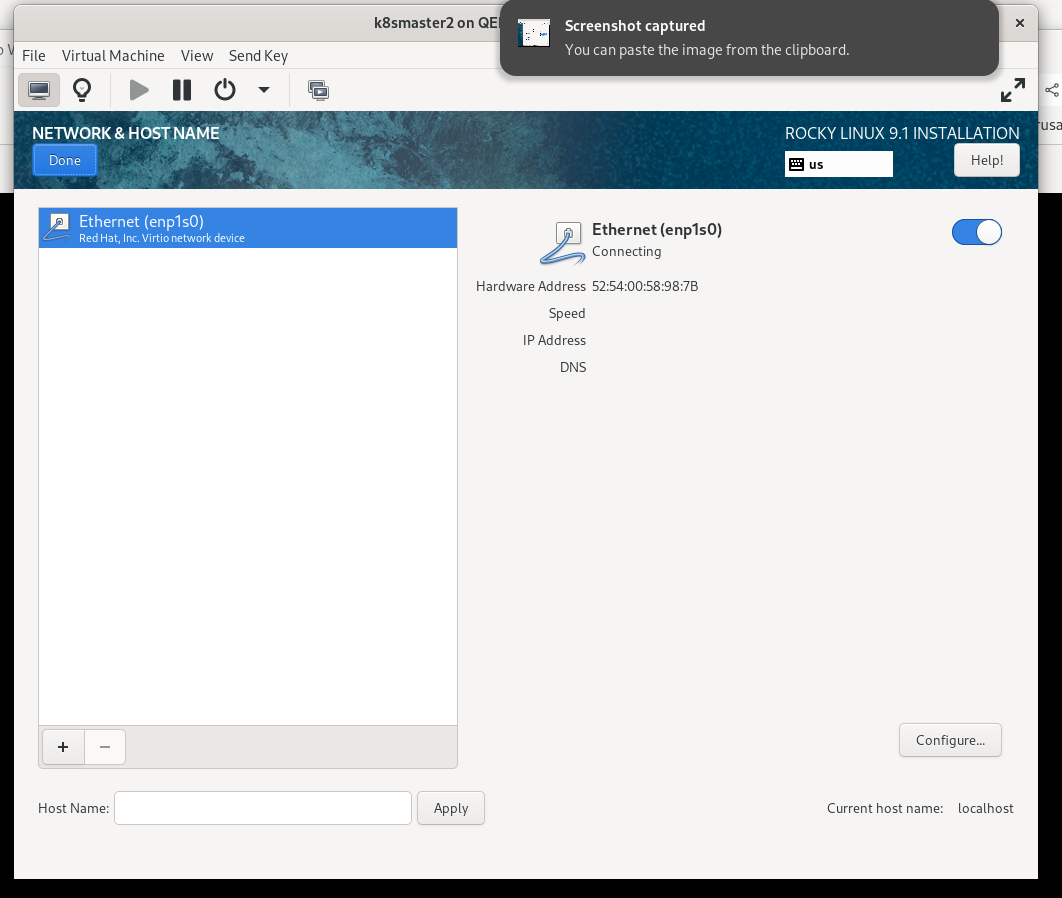 k8smaster2 on QE
Screenshot captured
You can paste the image from the clipboard.
File Virtual Machine View Send Key
NETWORK & HOST NAME
ROCKY LINUX 9.1 INSTALLATION
Done
us
Help!
Ethernet (enp1s0)
Red Hat, Inc. Virtio network device
Ethernet (enp1s0)
Connecting
Hardware Address 52:54:00:58:98:7B
Speed
IP Address
DNS
+ −
Configure...
Host Name:
Apply
Current host name: localhost